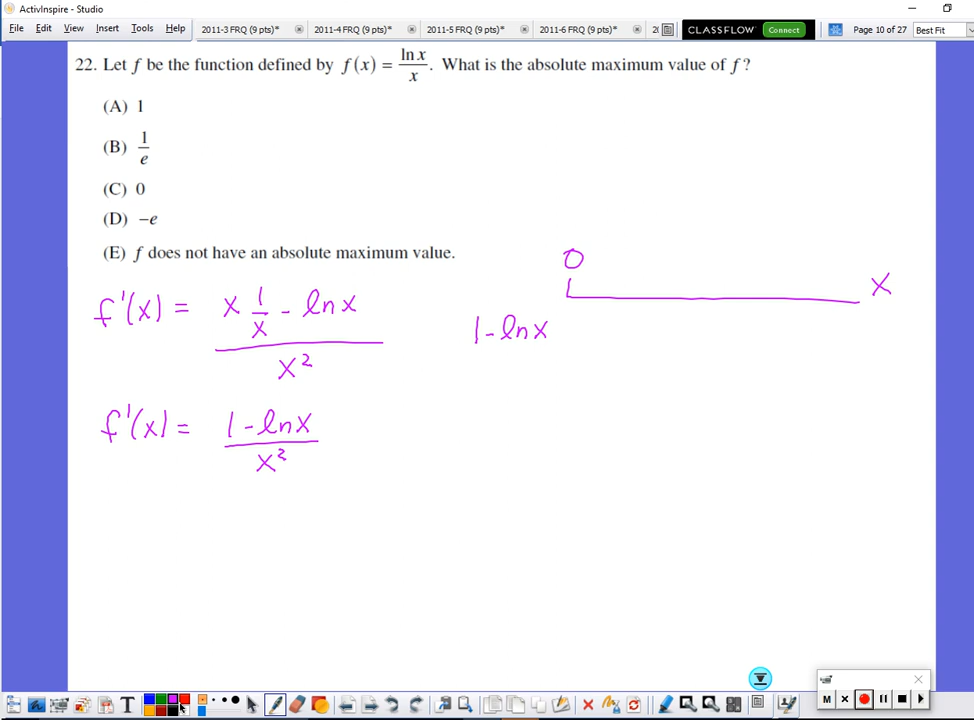 ActivInspire - Studio
File Edit View Insert Tools Help 2011-3 FRQ (9 pts)* 2011-4 FRQ (9 pts)* 2011-5 FRQ (9 pts)* 2011-6 FRQ (9 pts)* CLASSFLOW Connect Page 10 of 27 Best Fit
22. Let f be the function defined by f(x) = ln x / x. What is the absolute maximum value of f?
(A) 1
(B) 1/e
(C) 0
(D) −e
(E) f does not have an absolute maximum value.
0
x
f'(x) = (x 1/x - ln x) / x²
1 - ln x
f'(x) = (1 - ln x) / x²
T
M